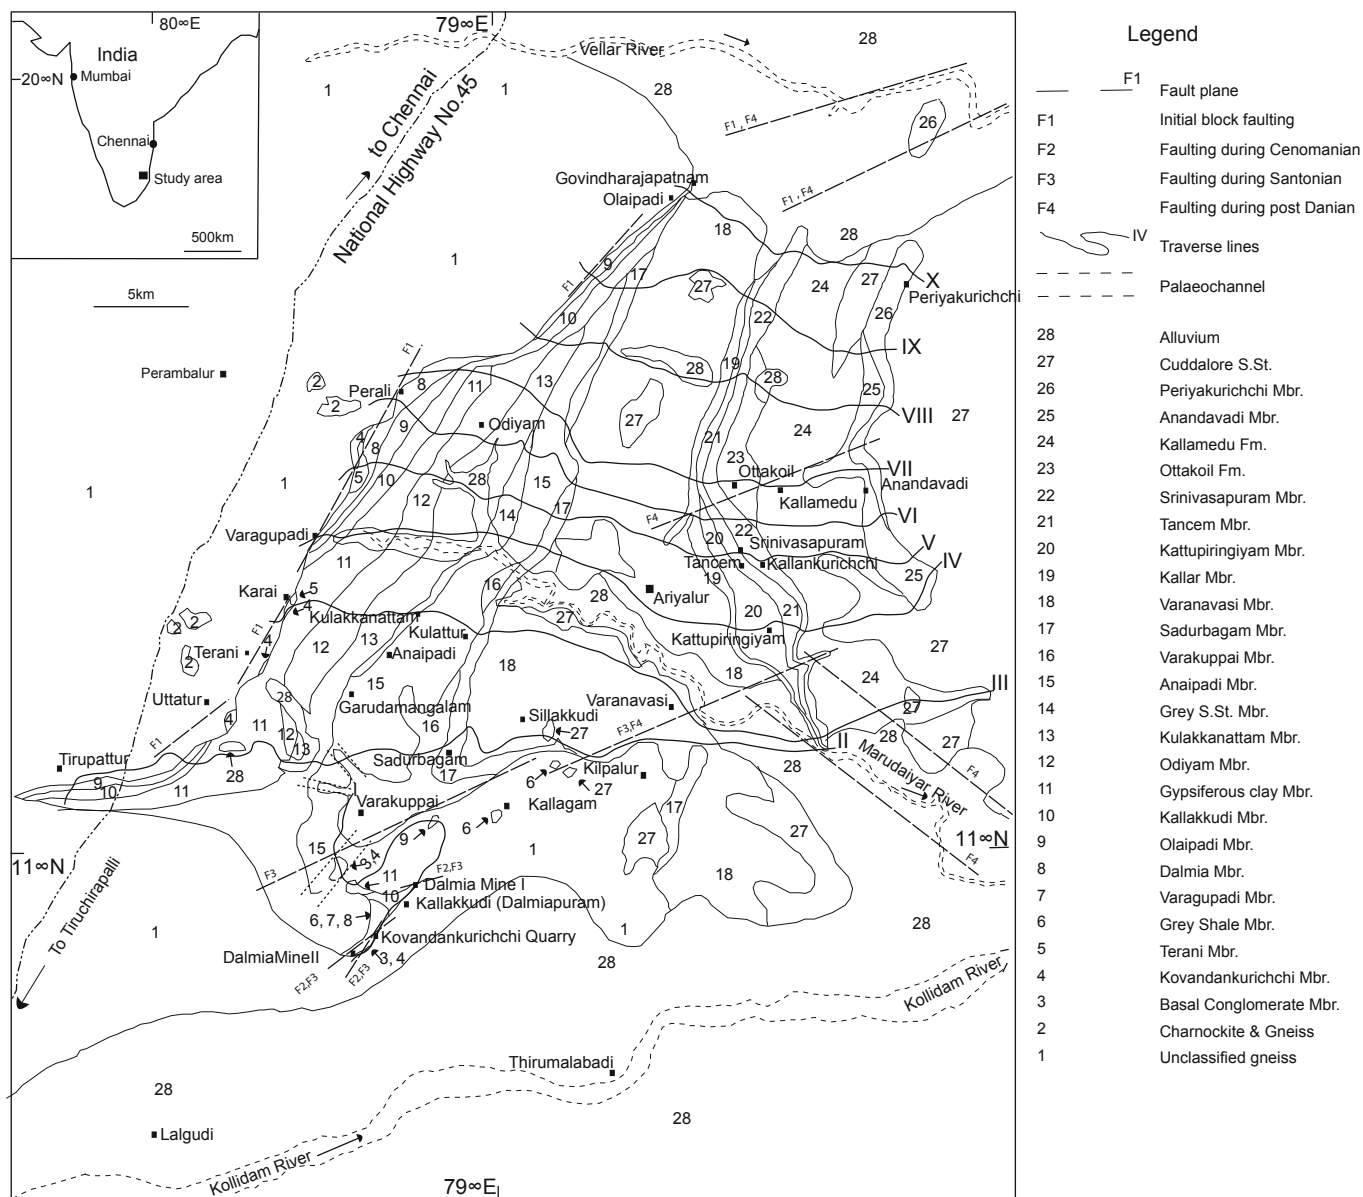 80∞E
India
20∞N
Mumbai
Chennai
Study area
500km
5km
79∞E
to Chennai
National Highway No.45
Vellar River
28
1
1
28
F1, F4
26
F1, F4
Govindharajapatnam
Olaipadi
18
28
1
9
17
F1
27
24
27
X
Periyakurichchi
26
10
22
IX
F1
Perambalur
2
2
Perali
8
11
13
28
19
28
25
VIII
27
9
Odiyam
27
21
24
4
8
5
10
28
15
23
Ottakoil
VII
Anandavadi
Kallamedu
1
1
12
14
17
F4
VI
Varagupadi
20
22
Srinivasapuram
V
11
Tancem
Kallankurichchi
IV
19
25
Karai
5
16
28
Ariyalur
4
Kulakkanattam
27
20
21
2
2
F1
13
Kulattur
Kattupiringiyam
Terani
4
12
Anaipadi
18
18
27
2
15
24
III
Uttatur
28
Garudamangalam
Varanavasi
27
4
11
12
16
Sillakkudi
F3,F4
F1
13
27
II
28
27
Tirupattur
Sadurbagam
28
9
10
11
28
17
6
Kilpalur
Marudaiyar River
F4
27
I
Varakuppai
Kallagam
17
6
9
27
27
11∞N
15
3,4
1
F4
F3
11
F2,F3
18
10
Dalmia Mine I
Kallakkudi (Dalmiapuram)
To Tiruchirapalli
6, 7, 8
1
28
1
Kovandankurichchi Quarry
DalmiaMineII
3, 4
28
F2,F3
F2,F3
Kollidam River
Thirumalabadi
28
28
Lalgudi
Kollidam River
79∞E
Legend
F1
Fault plane
F1 Initial block faulting
F2 Faulting during Cenomanian
F3 Faulting during Santonian
F4 Faulting during post Danian
IV Traverse lines
Palaeochannel
28 Alluvium
27 Cuddalore S.St.
26 Periyakurichchi Mbr.
25 Anandavadi Mbr.
24 Kallamedu Fm.
23 Ottakoil Fm.
22 Srinivasapuram Mbr.
21 Tancem Mbr.
20 Kattupiringiyam Mbr.
19 Kallar Mbr.
18 Varanavasi Mbr.
17 Sadurbagam Mbr.
16 Varakuppai Mbr.
15 Anaipadi Mbr.
14 Grey S.St. Mbr.
13 Kulakkanattam Mbr.
12 Odiyam Mbr.
11 Gypsiferous clay Mbr.
10 Kallakkudi Mbr.
9 Olaipadi Mbr.
8 Dalmia Mbr.
7 Varagupadi Mbr.
6 Grey Shale Mbr.
5 Terani Mbr.
4 Kovandankurichchi Mbr.
3 Basal Conglomerate Mbr.
2 Charnockite & Gneiss
1 Unclassified gneiss